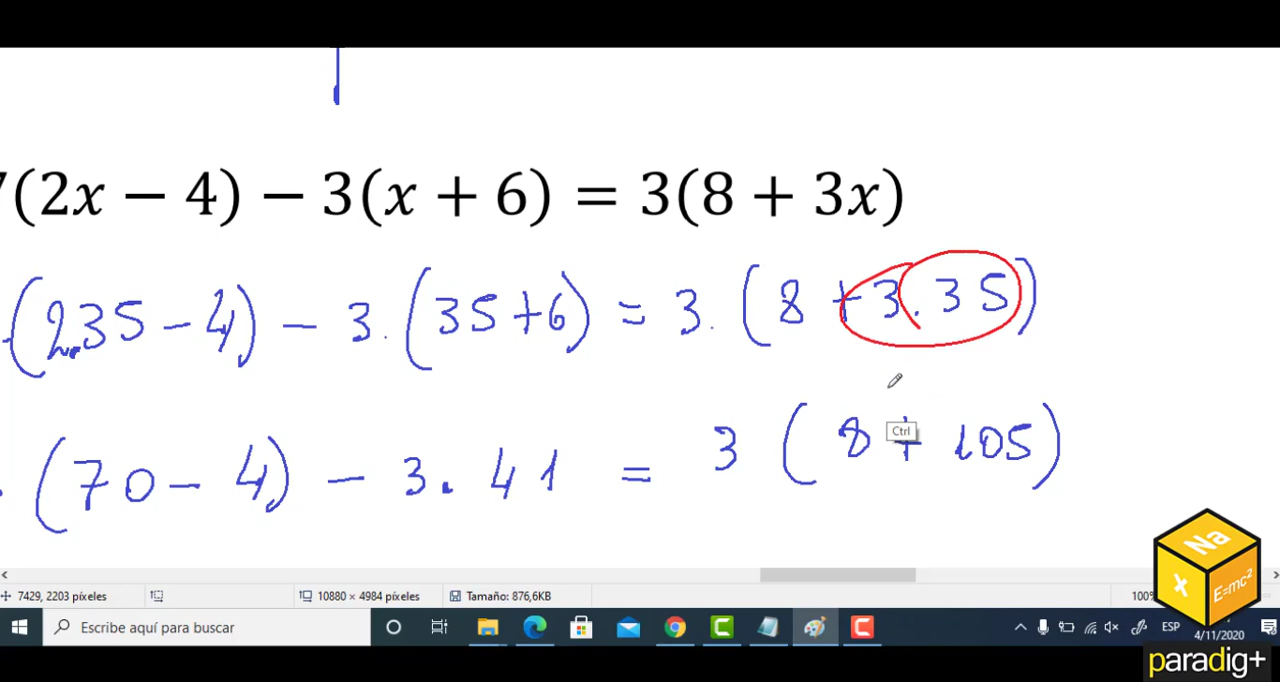 7(2x − 4) − 3(x + 6) = 3(8 + 3x)
.(2.35 − 4) − 3.(35 + 6) = 3.(8 + 3.35)
.(70 − 4) − 3.41 = 3(8 + 105)
Ctrl
7429, 2203 píxeles
10880 × 4984 píxeles
Tamaño: 876,6KB
100%
Escribe aquí para buscar
ESP
4/11/2020
Na
X
E=mc²
paradig+